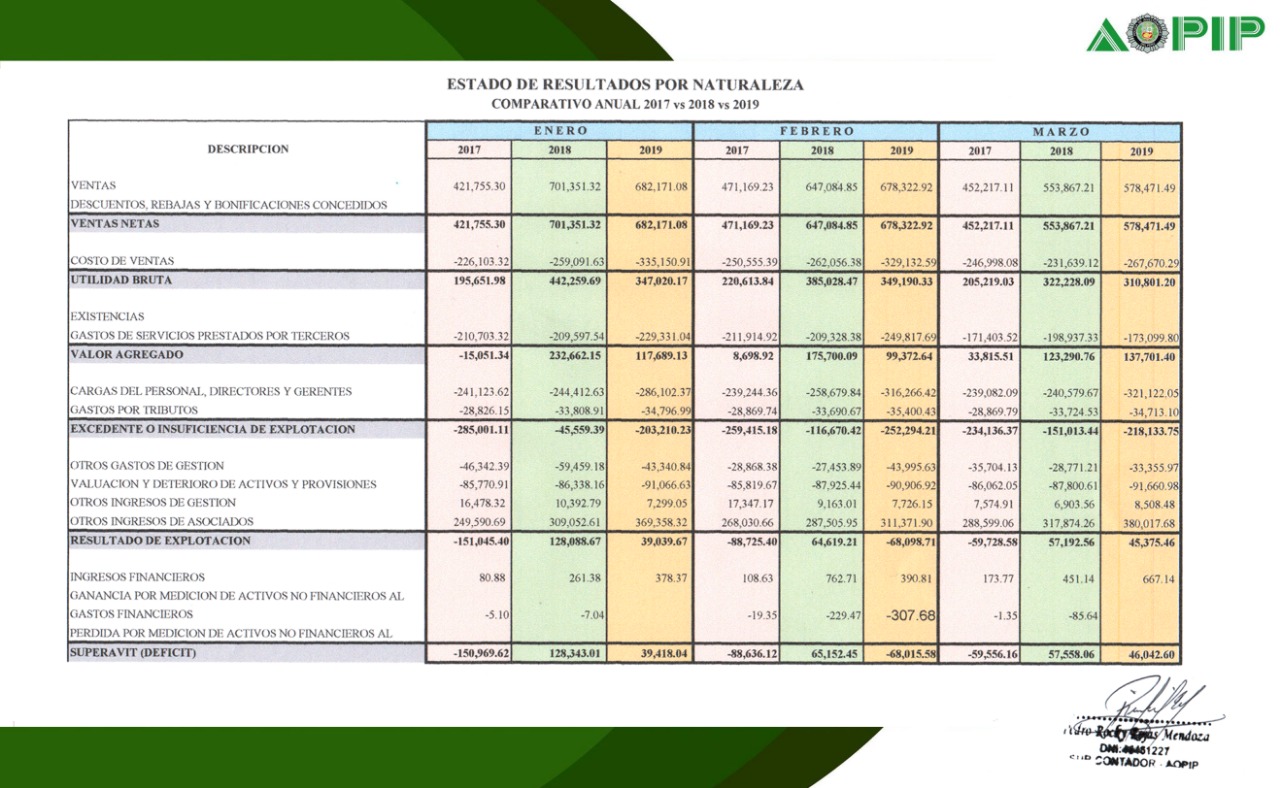 AOPIP
ESTADO DE RESULTADOS POR NATURALEZA
COMPARATIVO ANUAL 2017 vs 2018 vs 2019
DESCRIPCION ENERO FEBRERO MARZO
2017 2018 2019 2017 2018 2019 2017 2018 2019
VENTAS 421,755.30 701,351.32 682,171.08 471,169.23 647,084.85 678,322.92 452,217.11 553,867.21 578,471.49
DESCUENTOS, REBAJAS Y BONIFICACIONES CONCEDIDOS
VENTAS NETAS 421,755.30 701,351.32 682,171.08 471,169.23 647,084.85 678,322.92 452,217.11 553,867.21 578,471.49
COSTO DE VENTAS -226,103.32 -259,091.63 -335,150.91 -250,555.39 -262,056.38 -329,132.59 -246,998.08 -231,639.12 -267,670.29
UTILIDAD BRUTA 195,651.98 442,259.69 347,020.17 220,613.84 385,028.47 349,190.33 205,219.03 322,228.09 310,801.20
EXISTENCIAS
GASTOS DE SERVICIOS PRESTADOS POR TERCEROS -210,703.32 -209,597.54 -229,331.04 -211,914.92 -209,328.38 -249,817.69 -171,403.52 -198,937.33 -173,099.80
VALOR AGREGADO -15,051.34 232,662.15 117,689.13 8,698.92 175,700.09 99,372.64 33,815.51 123,290.76 137,701.40
CARGAS DEL PERSONAL, DIRECTORES Y GERENTES -241,123.62 -244,412.63 -286,102.37 -239,244.36 -258,679.84 -316,266.42 -239,082.09 -240,579.67 -321,122.05
GASTOS POR TRIBUTOS -28,826.15 -33,808.91 -34,796.99 -28,869.74 -33,690.67 -35,400.43 -28,869.79 -33,724.53 -34,713.10
EXCEDENTE O INSUFICIENCIA DE EXPLOTACION -285,001.11 -45,559.39 -203,210.23 -259,415.18 -116,670.42 -252,294.21 -234,136.37 -151,013.44 -218,133.75
OTROS GASTOS DE GESTION -46,342.39 -59,459.18 -43,340.84 -28,868.38 -27,453.89 -43,995.63 -35,704.13 -28,771.21 -33,355.97
VALUACION Y DETERIORO DE ACTIVOS Y PROVISIONES -85,770.91 -86,338.16 -91,066.63 -85,819.67 -87,925.44 -90,906.92 -86,062.05 -87,800.61 -91,660.98
OTROS INGRESOS DE GESTION 16,478.32 10,392.79 7,299.05 17,347.17 9,163.01 7,726.15 7,574.91 6,903.56 8,508.48
OTROS INGRESOS DE ASOCIADOS 249,590.69 309,052.61 369,358.32 268,030.66 287,505.95 311,371.90 288,599.06 317,874.26 380,017.68
RESULTADO DE EXPLOTACION -151,045.40 128,088.67 39,039.67 -88,725.40 64,619.21 -68,098.71 -59,728.58 57,192.56 45,375.46
INGRESOS FINANCIEROS 80.88 261.38 378.37 108.63 762.71 390.81 173.77 451.14 667.14
GANANCIA POR MEDICION DE ACTIVOS NO FINANCIEROS AL
GASTOS FINANCIEROS -5.10 -7.04 -19.35 -229.47 -307.68 -1.35 -85.64
PERDIDA POR MEDICION DE ACTIVOS NO FINANCIEROS AL
SUPERAVIT (DEFICIT) -150,969.62 128,343.01 39,418.04 -88,636.12 65,152.45 -68,015.58 -59,556.16 57,558.06 46,042.60
Mendoza
CONTADOR - AOPIP